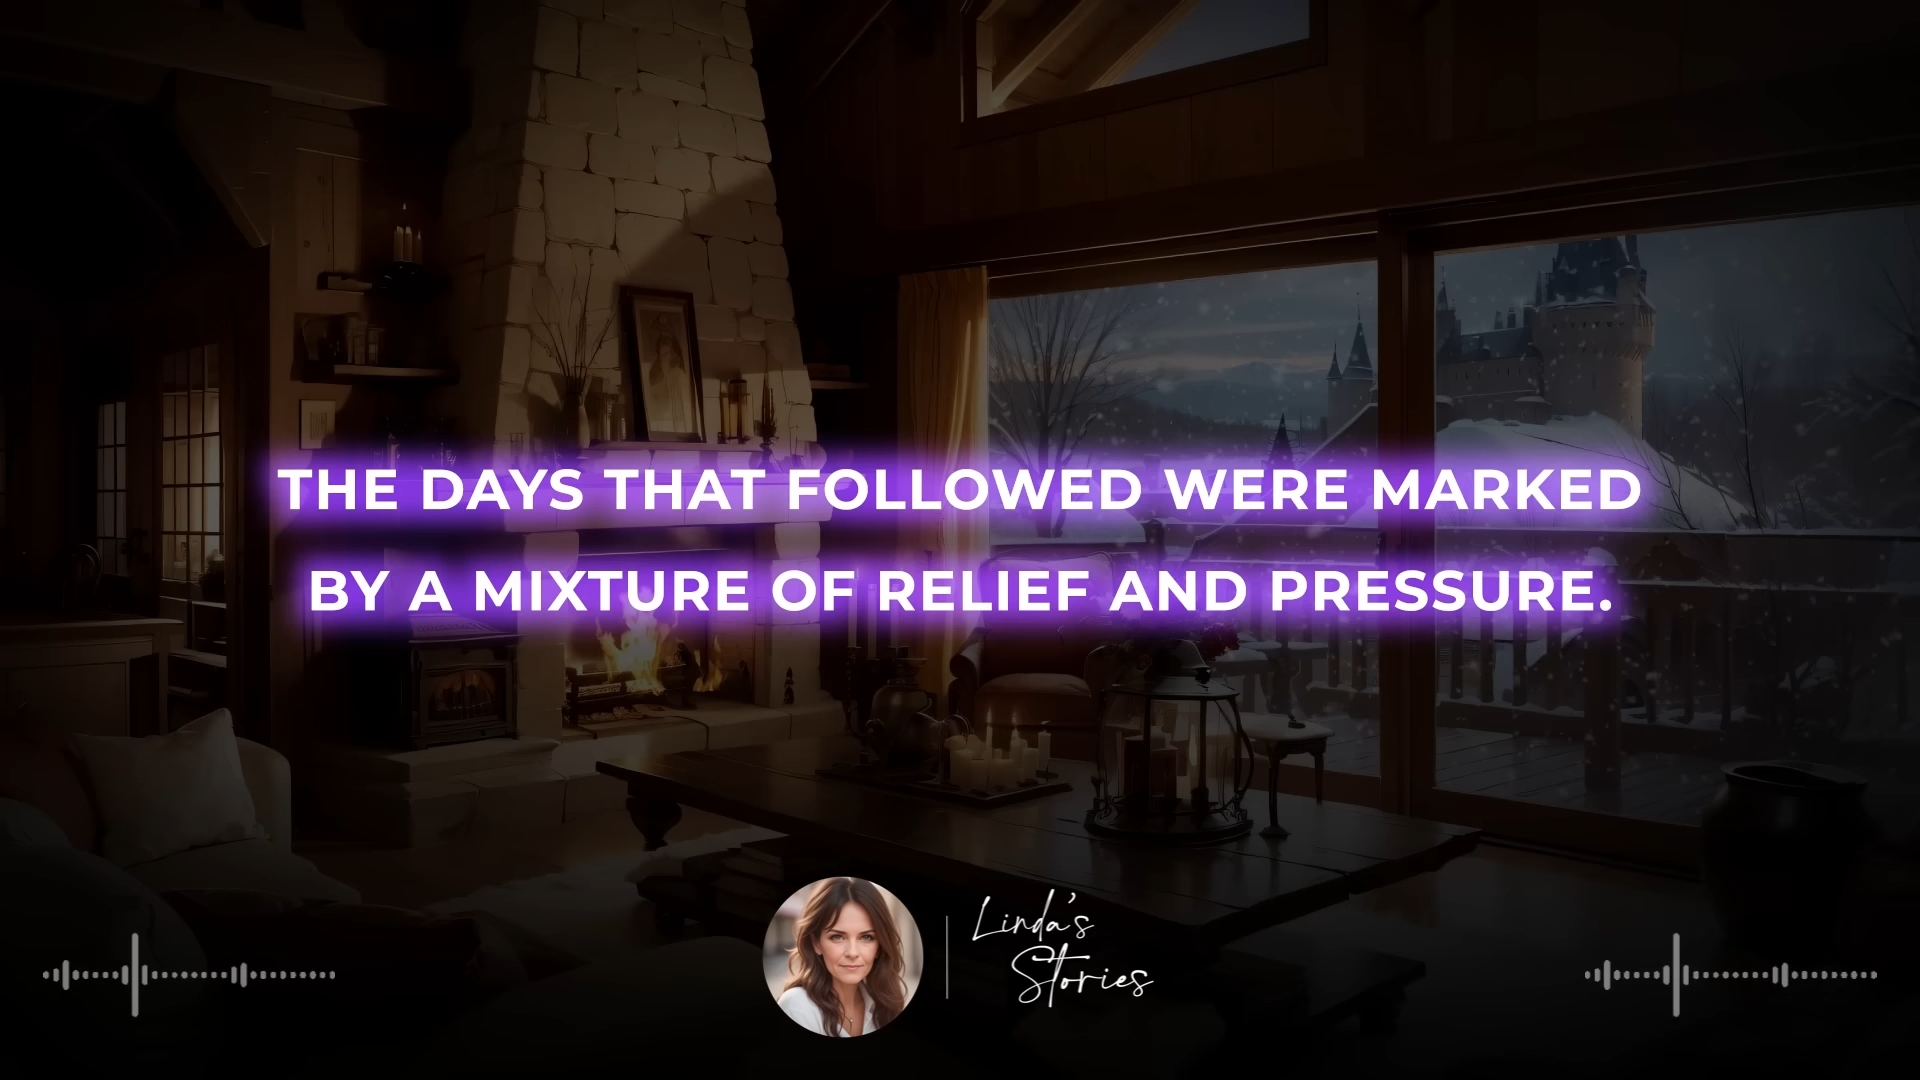 THE DAYS THAT FOLLOWED WERE MARKED
BY A MIXTURE OF RELIEF AND PRESSURE.
Linda's
Stories